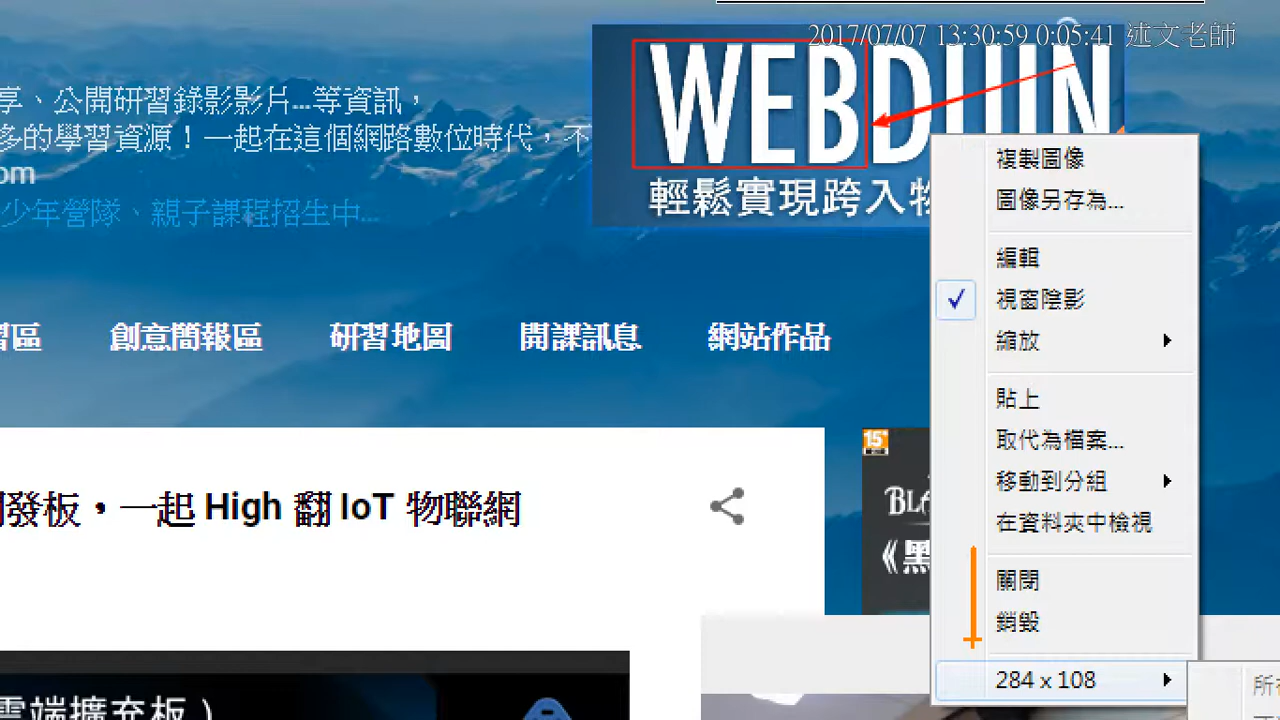 2017/07/07 13:30:59 0:05:41 述文老師
WEBDUIN
輕鬆實現跨入物
享、公開研習錄影影片...等資訊，
多的學習資源！一起在這個網路數位時代，不
om
少年營隊、親子課程招生中...
習區
創意簡報區
研習地圖
開課訊息
網站作品
複製圖像
圖像另存為...
編輯
視窗陰影
縮放
貼上
取代為檔案...
移動到分組
在資料夾中檢視
關閉
銷毀
284 x 108
所
開發板，一起 High 翻 IoT 物聯網
15+
BLA
《黑
雲端擴充板）